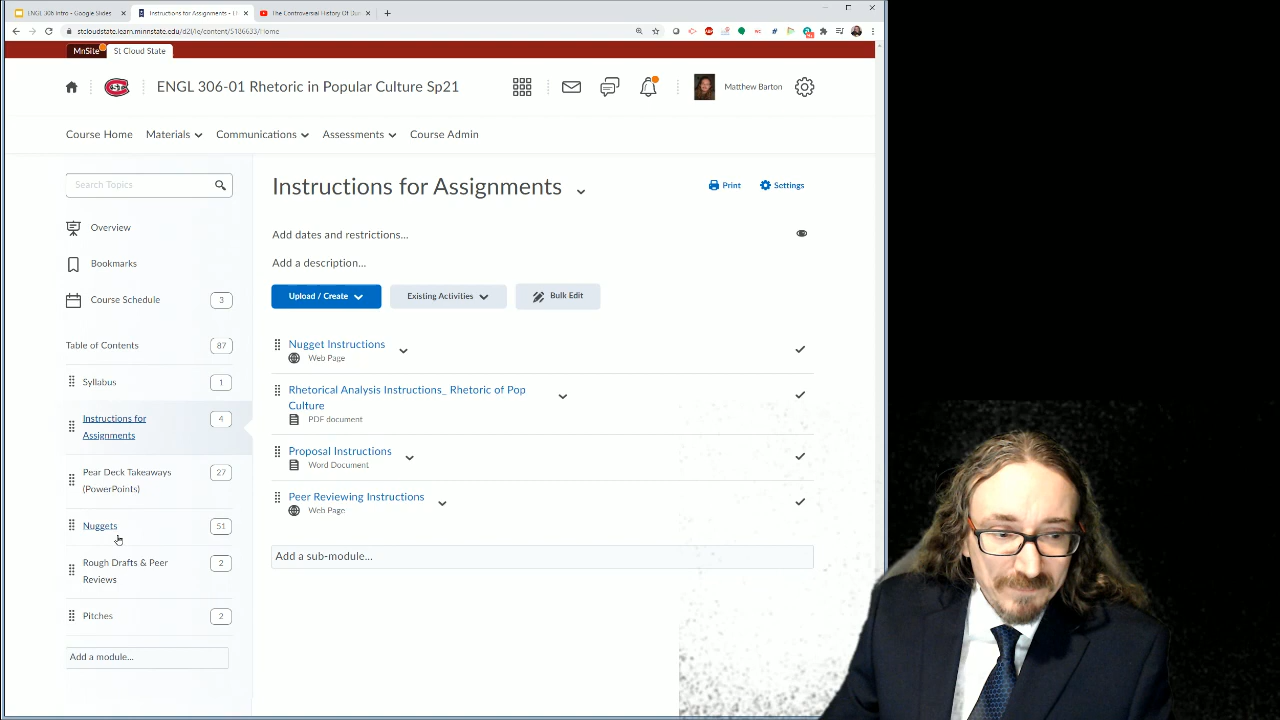 ENGL 306 Intro - Google Slides
Instructions for Assignments - E
The Controversial History Of Dun
stcloudstate.learn.minnstate.edu/d2l/le/content/5186633/Home
MnSite
St Cloud State
ENGL 306-01 Rhetoric in Popular Culture Sp21
Matthew Barton
Course Home
Materials
Communications
Assessments
Course Admin
Search Topics
Instructions for Assignments
Print
Settings
Overview
Add dates and restrictions...
Bookmarks
Add a description...
Course Schedule
3
Upload / Create
Existing Activities
Bulk Edit
Table of Contents
87
Syllabus
1
Instructions for
Assignments
4
Pear Deck Takeaways
(PowerPoints)
27
Nuggets
51
Rough Drafts & Peer
Reviews
2
Pitches
2
Add a module...
Nugget Instructions
Web Page
Rhetorical Analysis Instructions_ Rhetoric of Pop
Culture
PDF document
Proposal Instructions
Word Document
Peer Reviewing Instructions
Web Page
Add a sub-module...